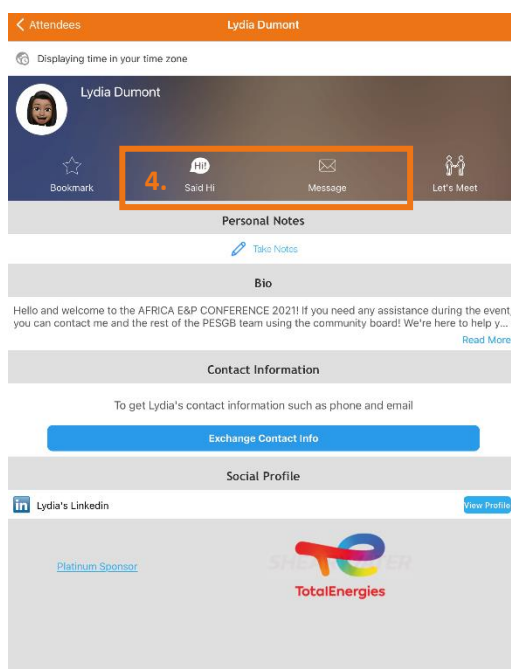 Attendees
Lydia Dumont
Displaying time in your time zone
Lydia Dumont
4.
Hi!
Bookmark
Said Hi
Message
Let's Meet
Personal Notes
Take Notes
Bio
Hello and welcome to the AFRICA E&P CONFERENCE 2021! If you need any assistance during the event,
you can contact me and the rest of the PESGB team using the community board! We're here to help y...
Read More
Contact Information
To get Lydia's contact information such as phone and email
Exchange Contact Info
Social Profile
in
Lydia's Linkedin
View Profile
Platinum Sponsor
TotalEnergies